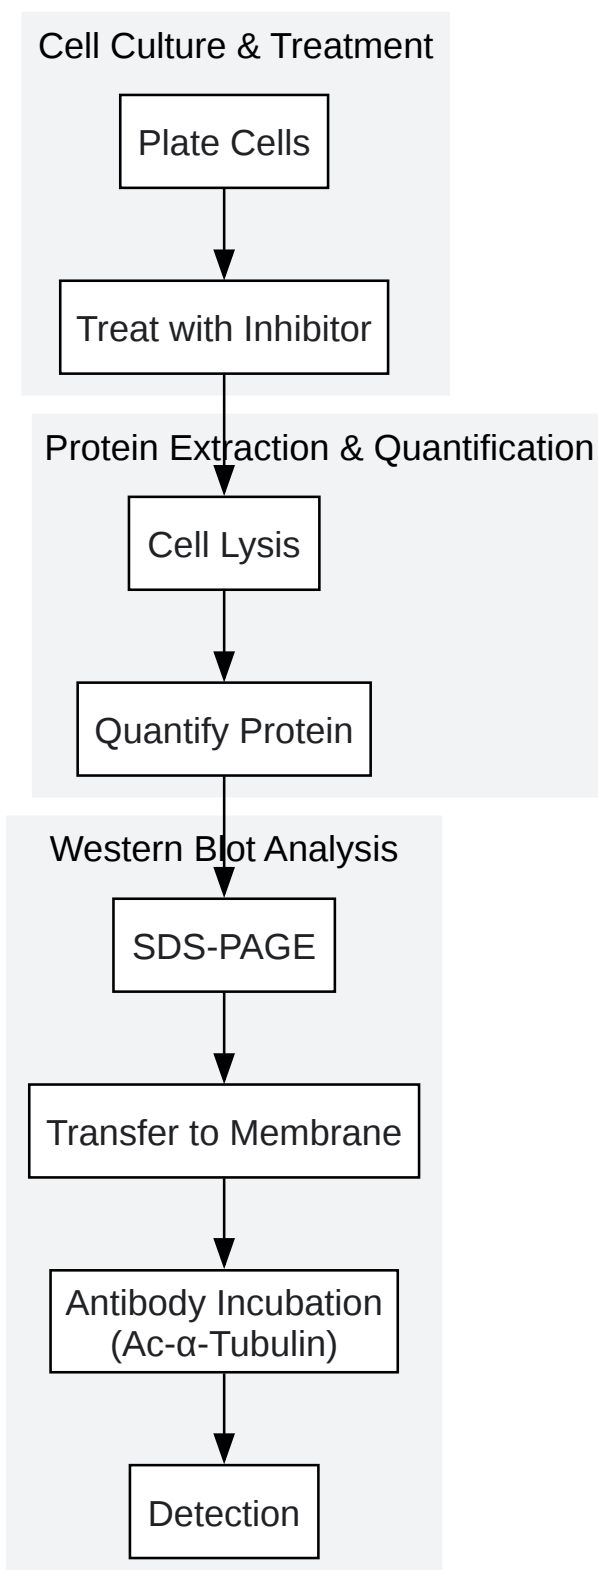 Cell Culture & Treatment
Plate Cells
Treat with Inhibitor
Protein Extraction & Quantification
Cell Lysis
Quantify Protein
Western Blot Analysis
SDS-PAGE
Transfer to Membrane
Antibody Incubation
(Ac-α-Tubulin)
Detection